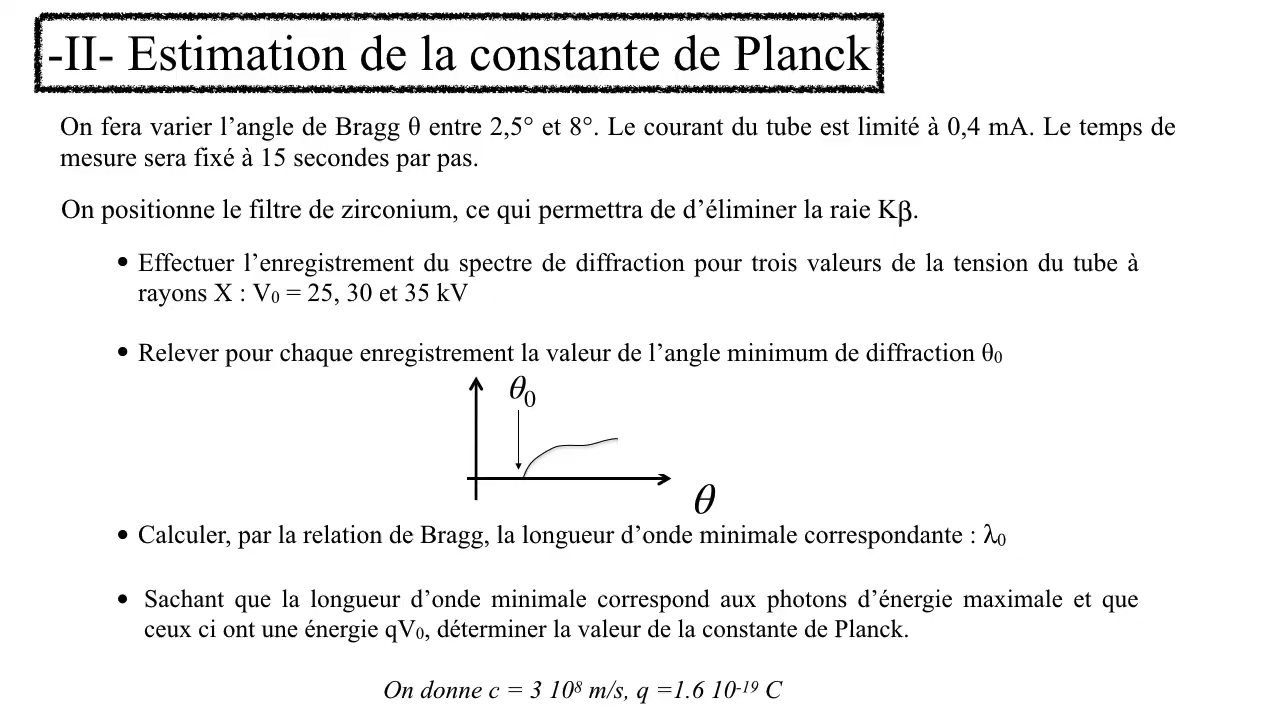 -II- Estimation de la constante de Planck
On fera varier l’angle de Bragg θ entre 2,5° et 8°. Le courant du tube est limité à 0,4 mA. Le temps de
mesure sera fixé à 15 secondes par pas.
On positionne le filtre de zirconium, ce qui permettra de d’éliminer la raie Kβ.
• Effectuer l’enregistrement du spectre de diffraction pour trois valeurs de la tension du tube à
rayons X : V₀ = 25, 30 et 35 kV
• Relever pour chaque enregistrement la valeur de l’angle minimum de diffraction θ₀
θ₀
θ
• Calculer, par la relation de Bragg, la longueur d’onde minimale correspondante : λ₀
• Sachant que la longueur d’onde minimale correspond aux photons d’énergie maximale et que
ceux ci ont une énergie qV₀, déterminer la valeur de la constante de Planck.
On donne c = 3 10⁸ m/s, q =1.6 10⁻¹⁹ C